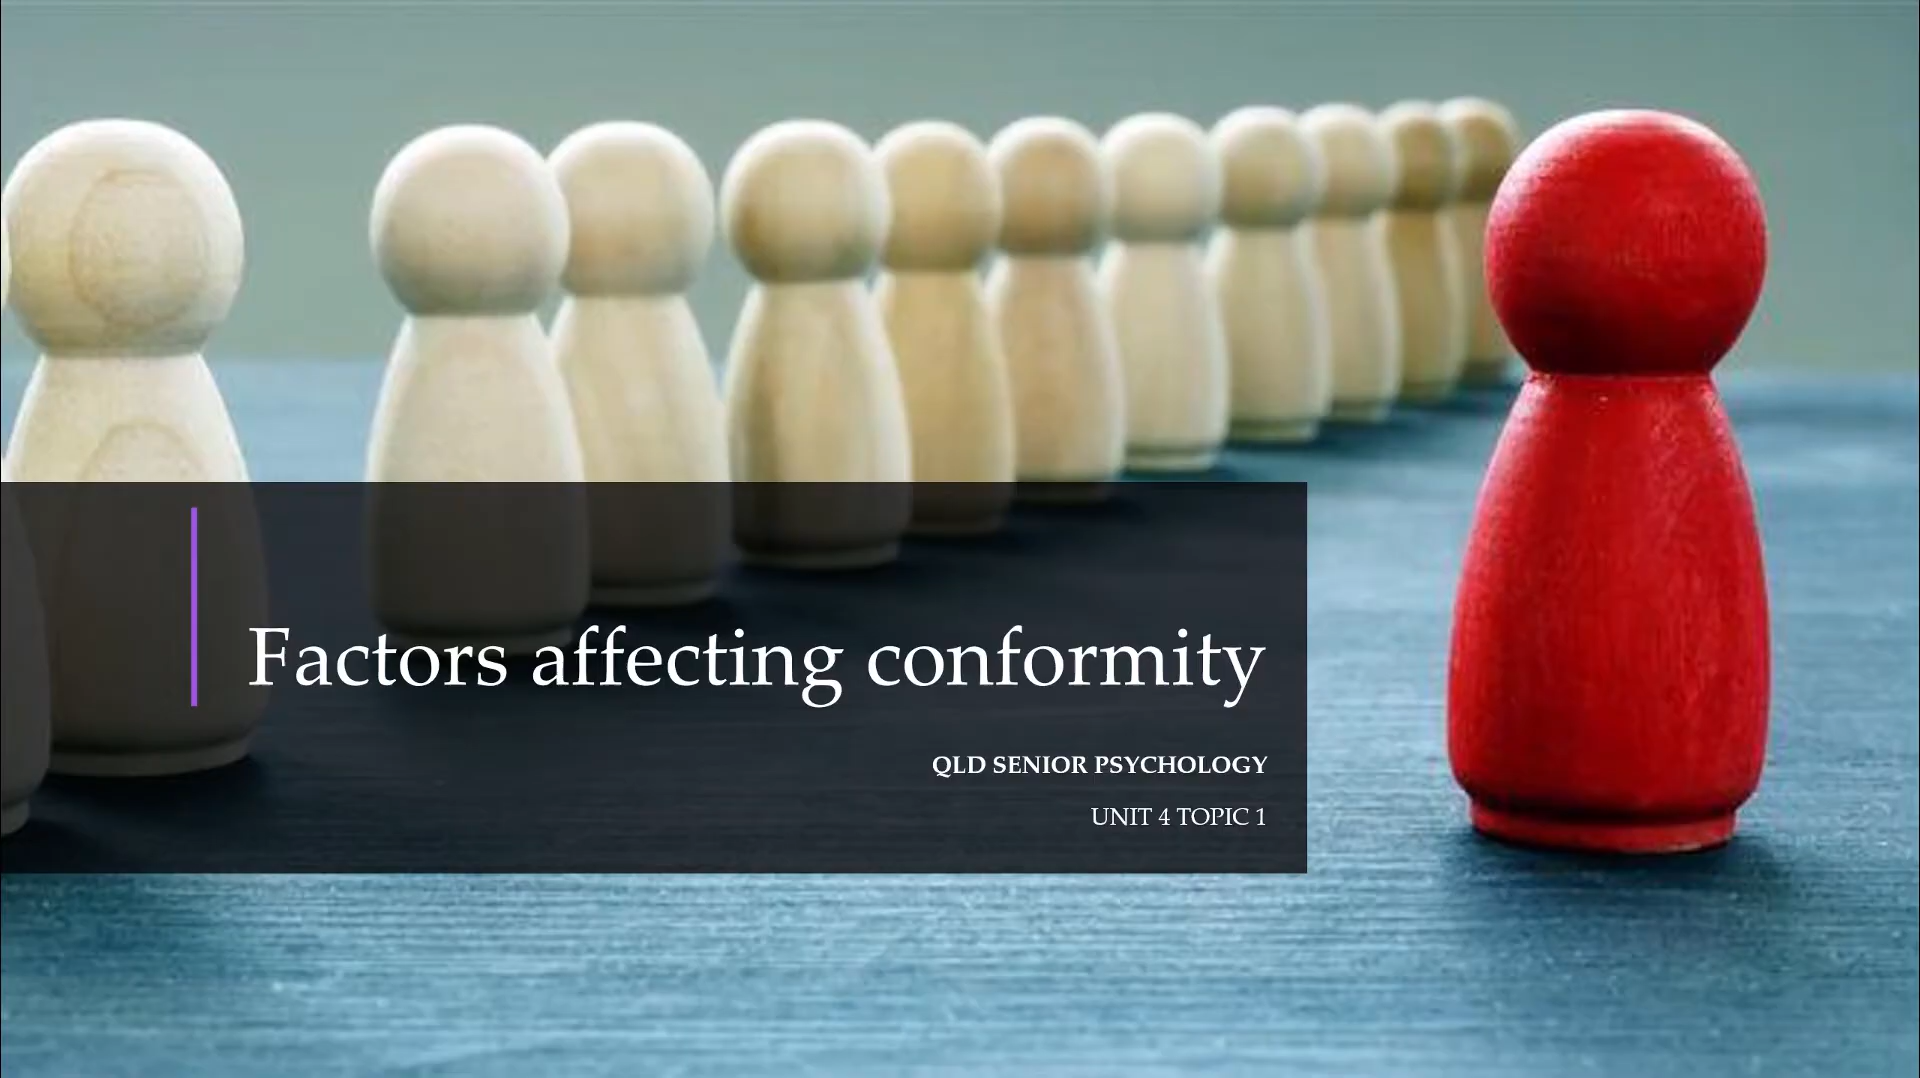 Factors affecting conformity
QLD SENIOR PSYCHOLOGY
UNIT 4 TOPIC 1